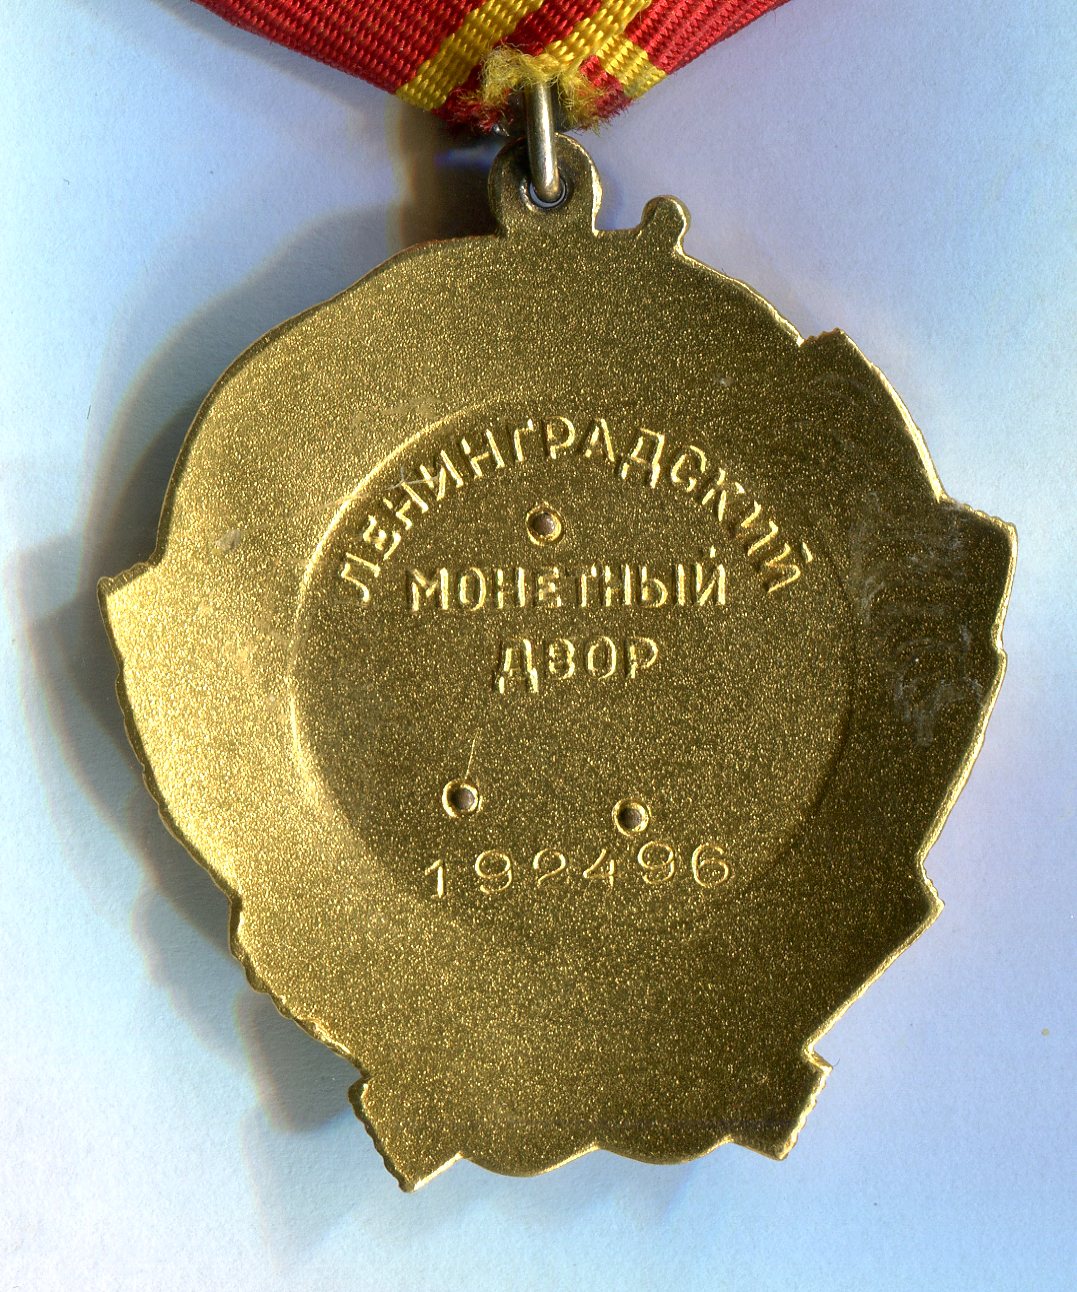 ЛЕНИНГРАДСКИЙ
МОНЕТНЫЙ
ДВОР
192496